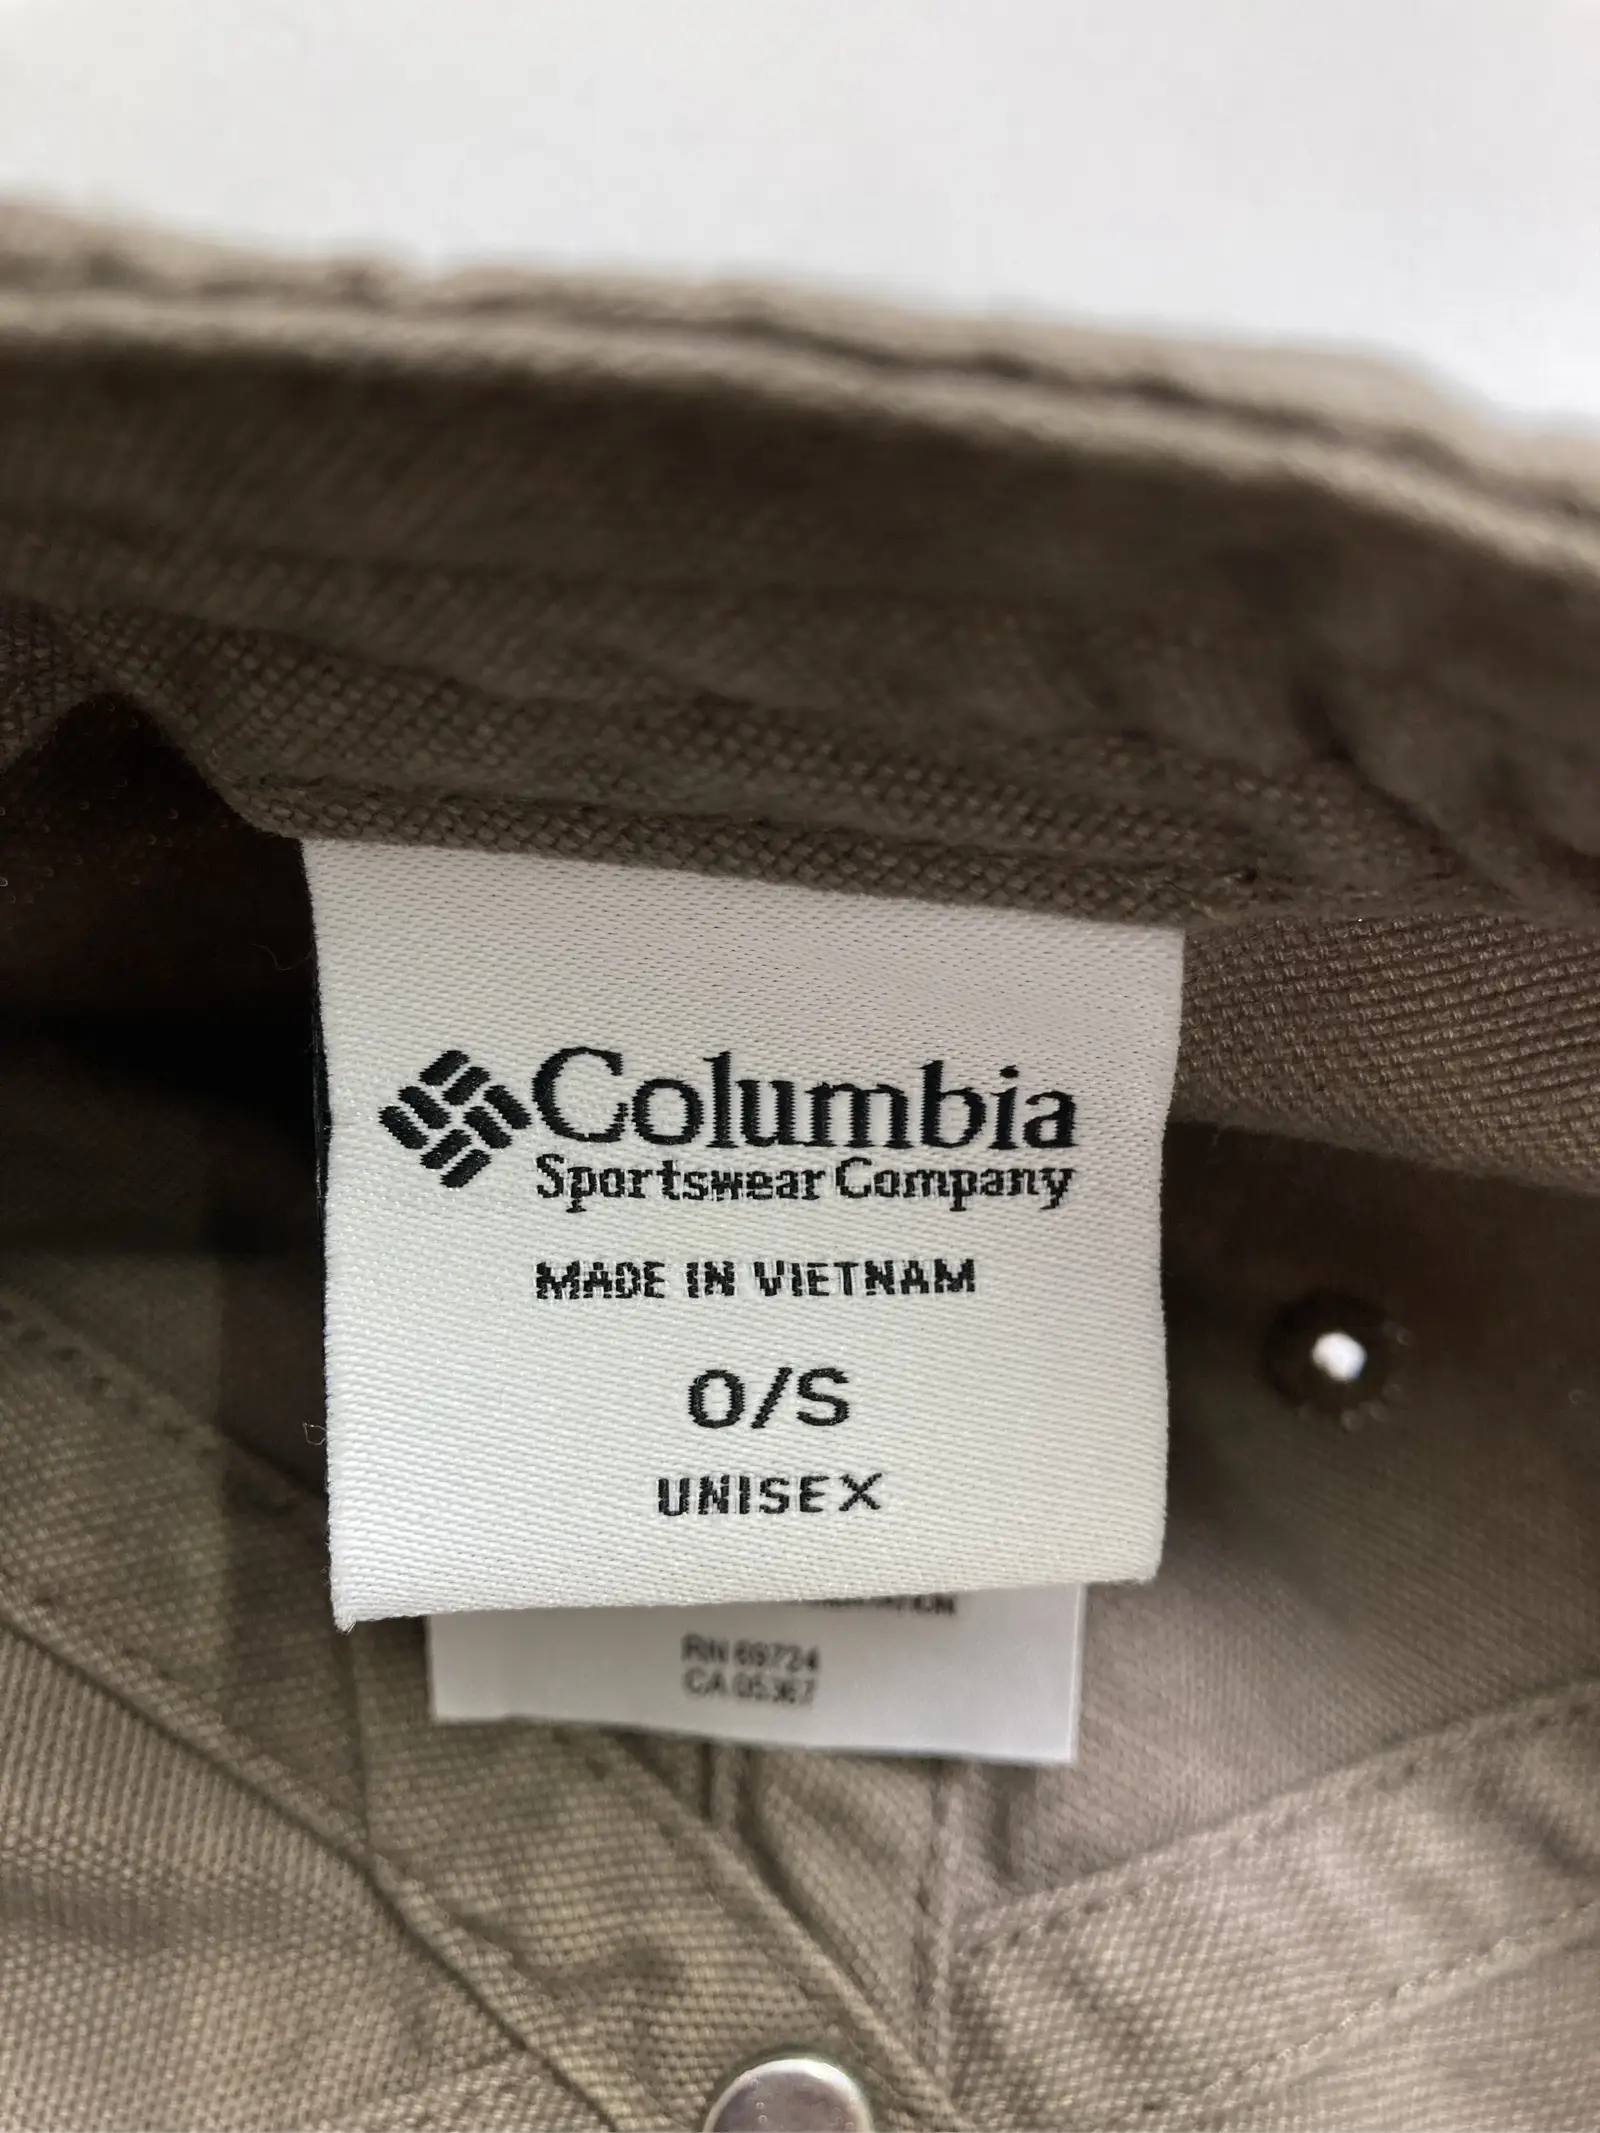 Columbia
Sportswear Company
MADE IN VIETNAM
O/S
UNISEX
RN 69724
CA 05367